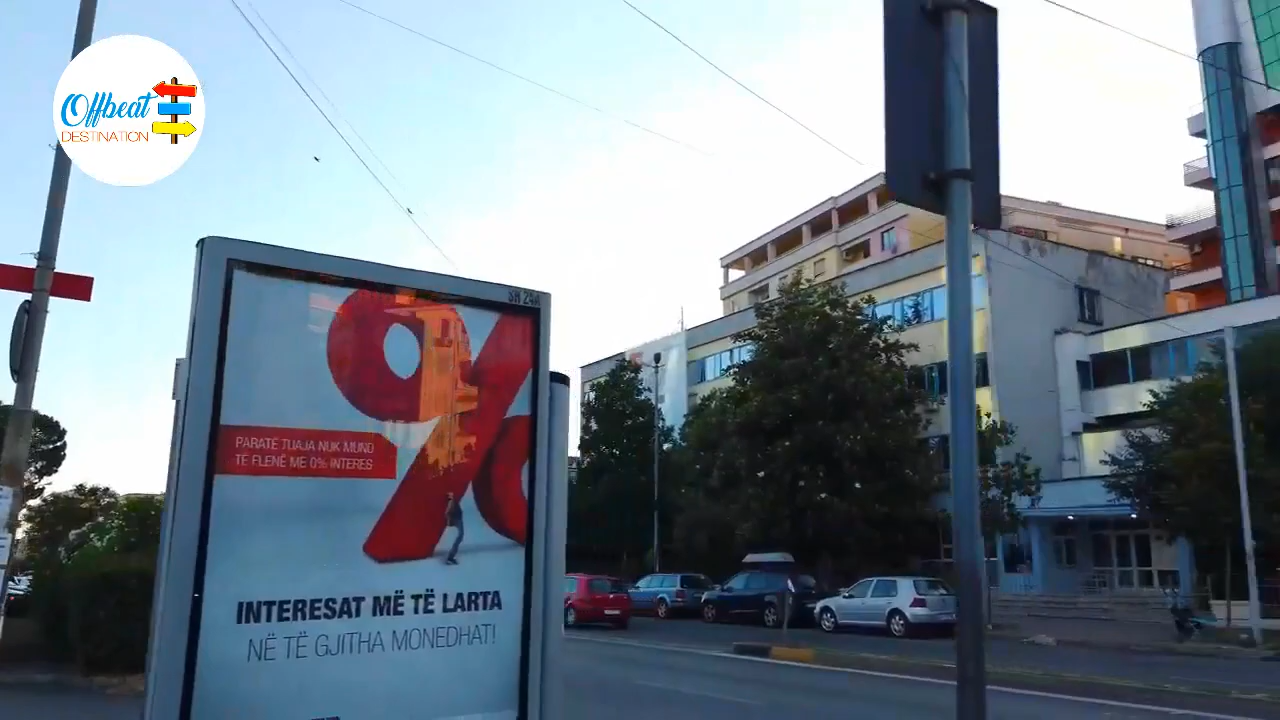 Offbeat
DESTINATION
SH 24A
%
PARATË TUAJA NUK MUND
TË FLENË ME 0% INTERES
INTERESAT MË TË LARTA
NË TË GJITHA MONEDHAT!